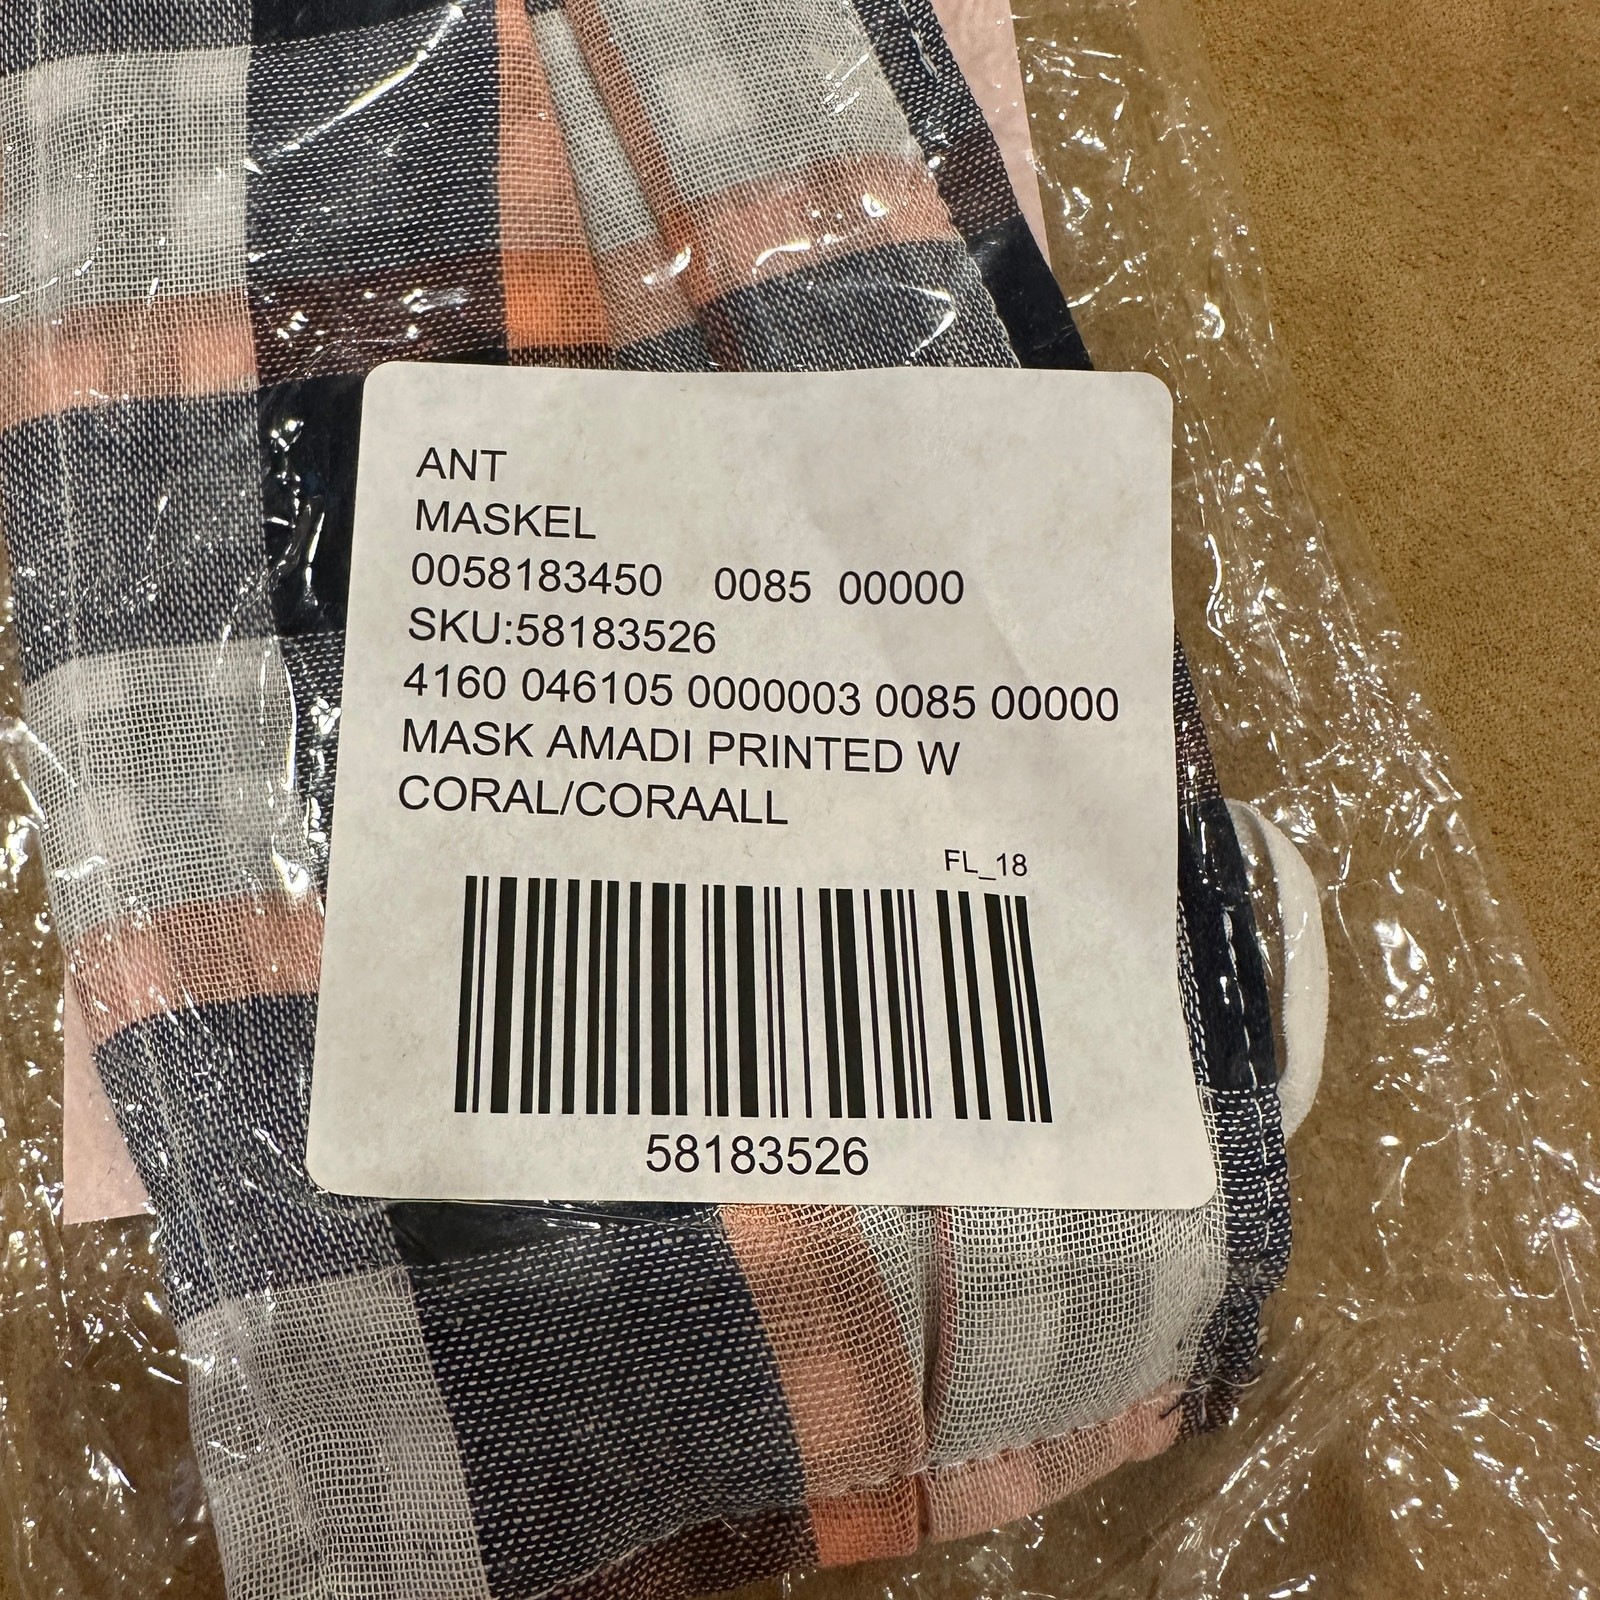 ANT
MASKEL
0058183450 0085 00000
SKU:58183526
4160 046105 0000003 0085 00000
MASK AMADI PRINTED W
CORAL/CORAALL
FL_18
58183526